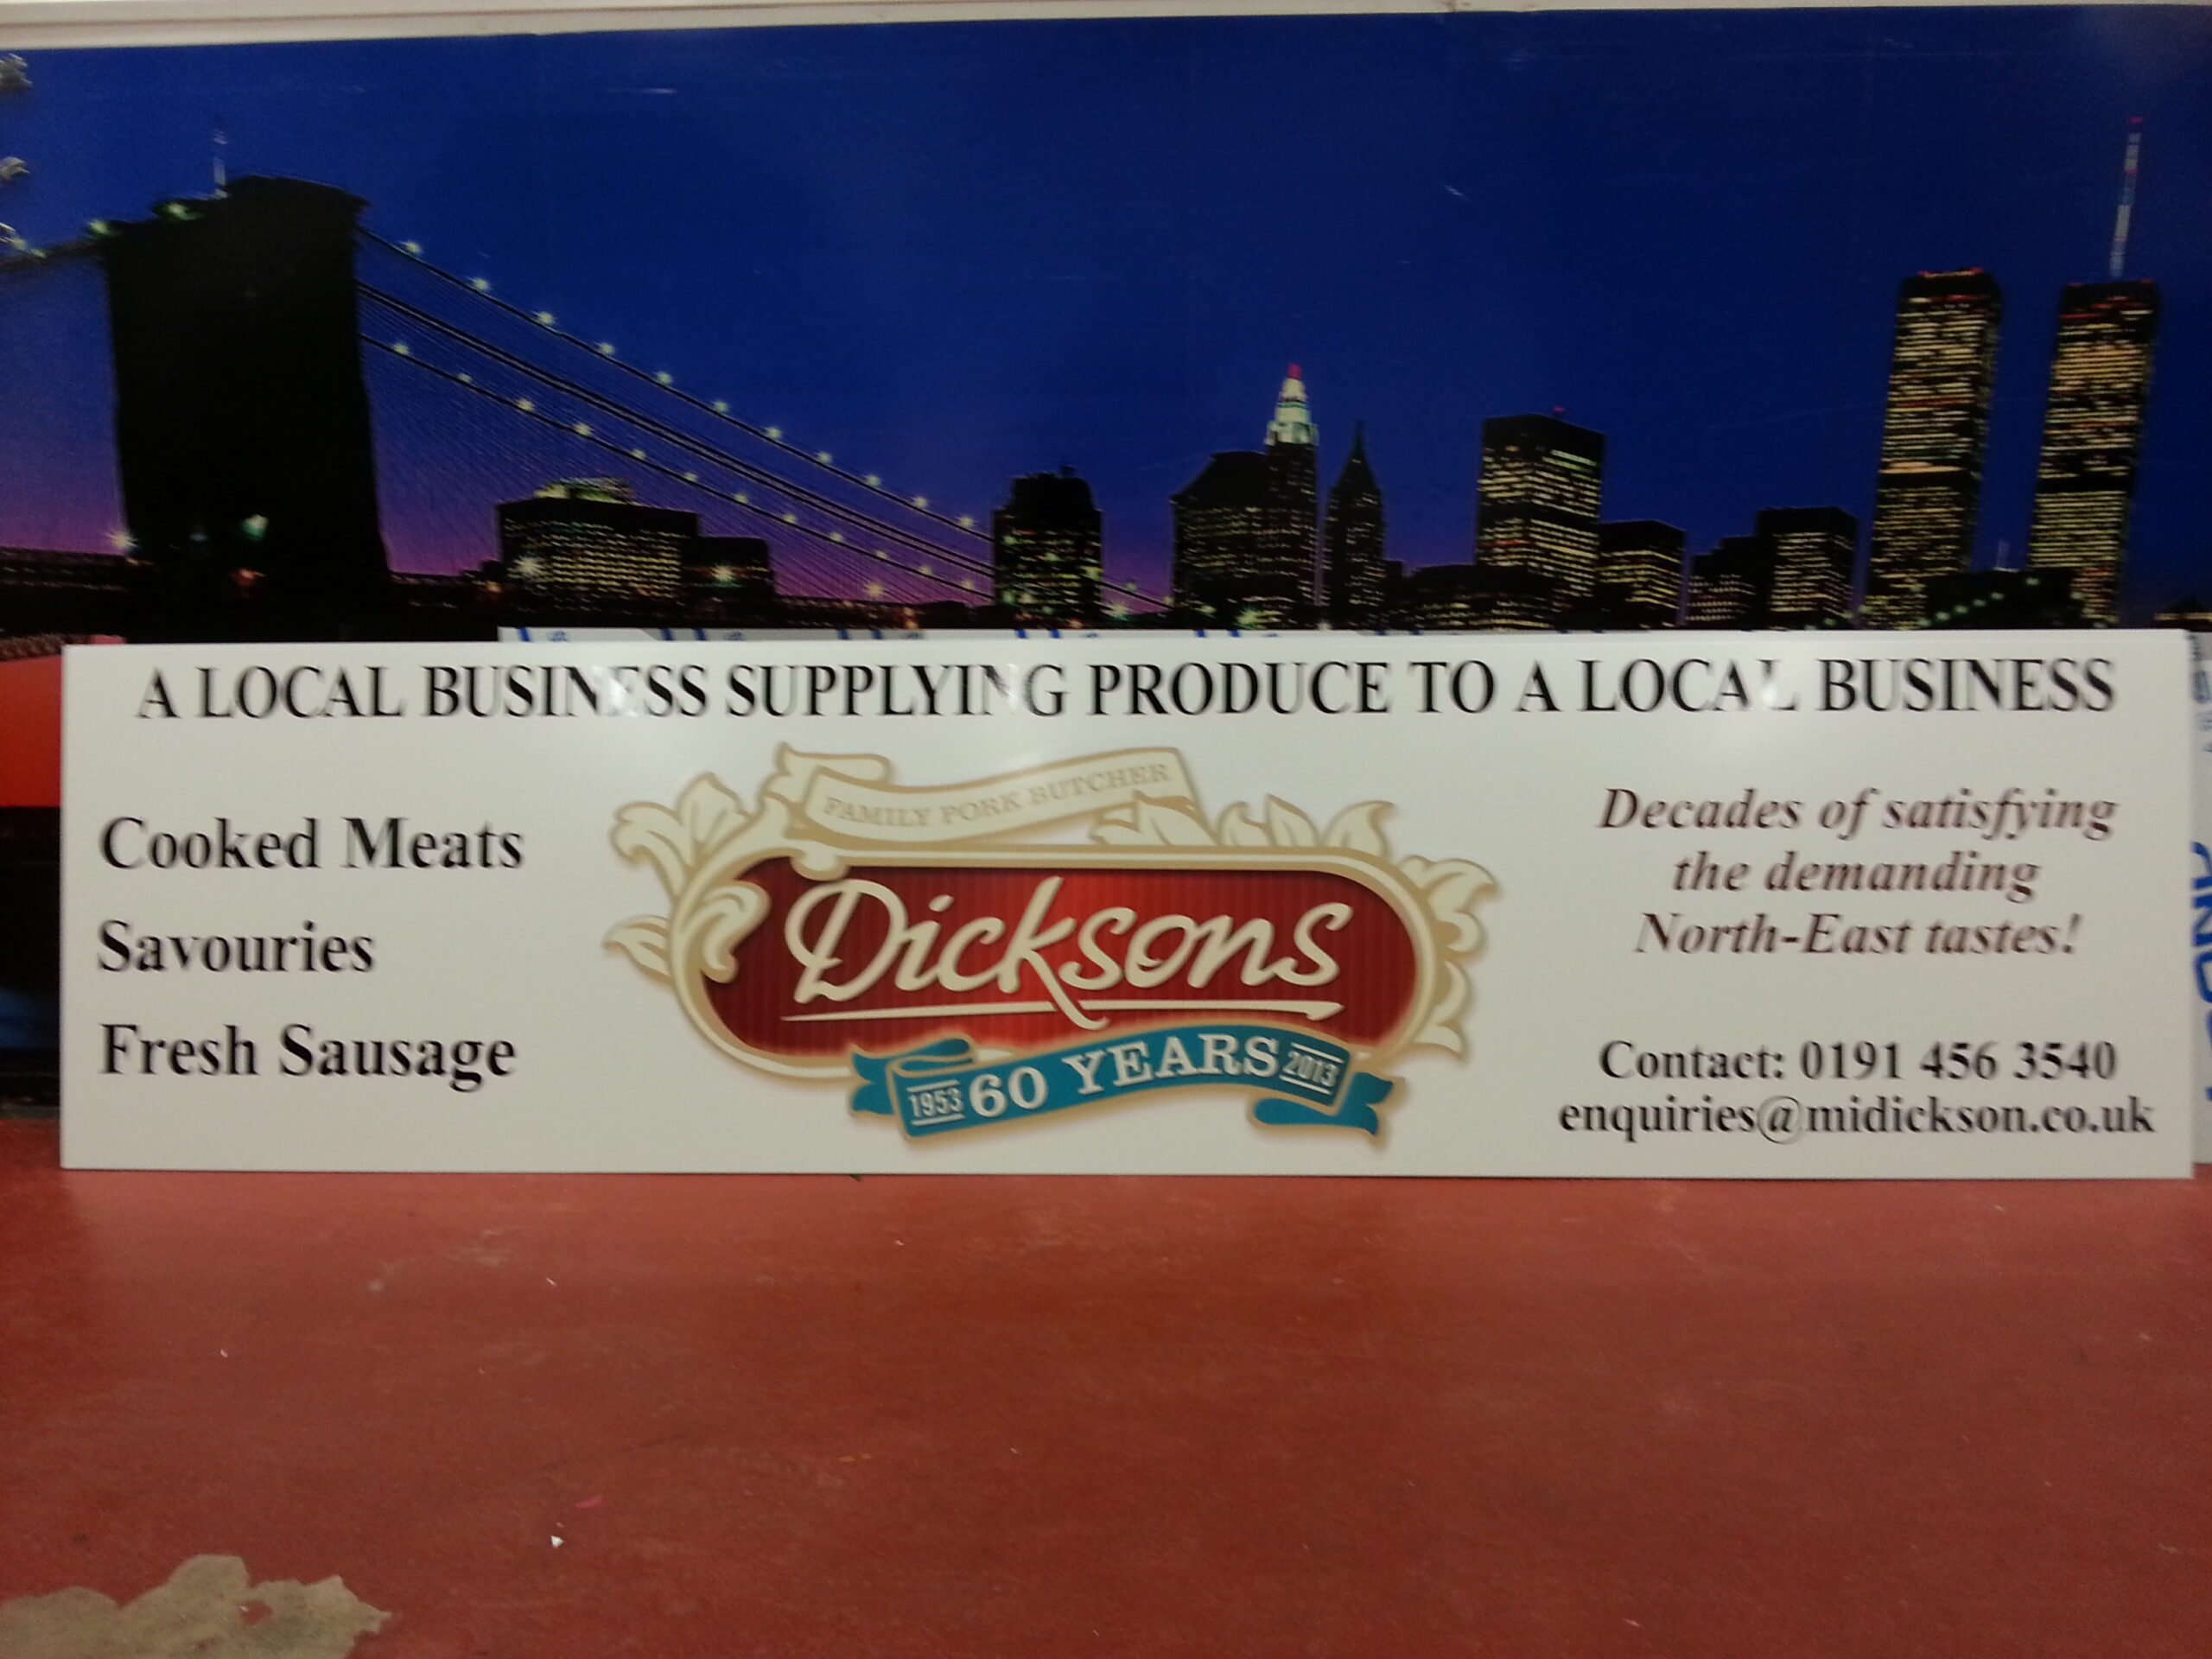 A LOCAL BUSINESS SUPPLYING PRODUCE TO A LOCAL BUSINESS
Cooked Meats
Savouries
Fresh Sausage
FAMILY PORK BUTCHER
Dicksons
1953 60 YEARS 2013
Decades of satisfying
the demanding
North-East tastes!
Contact: 0191 456 3540
enquiries@midickson.co.uk